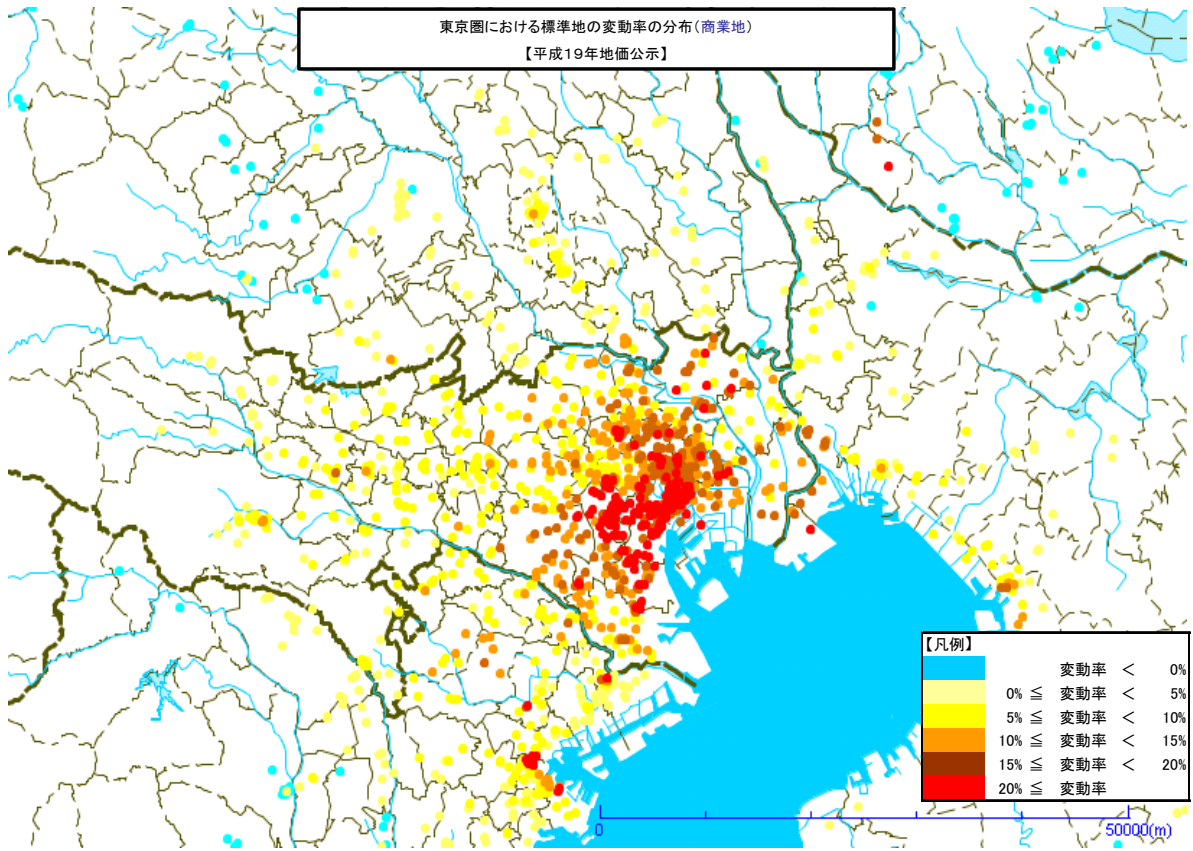 東京圏における標準地の変動率の分布(商業地)
【平成19年地価公示】
【凡例】
変動率 < 0%
0% ≦ 変動率 < 5%
5% ≦ 変動率 < 10%
10% ≦ 変動率 < 15%
15% ≦ 変動率 < 20%
20% ≦ 変動率
0 50000(m)